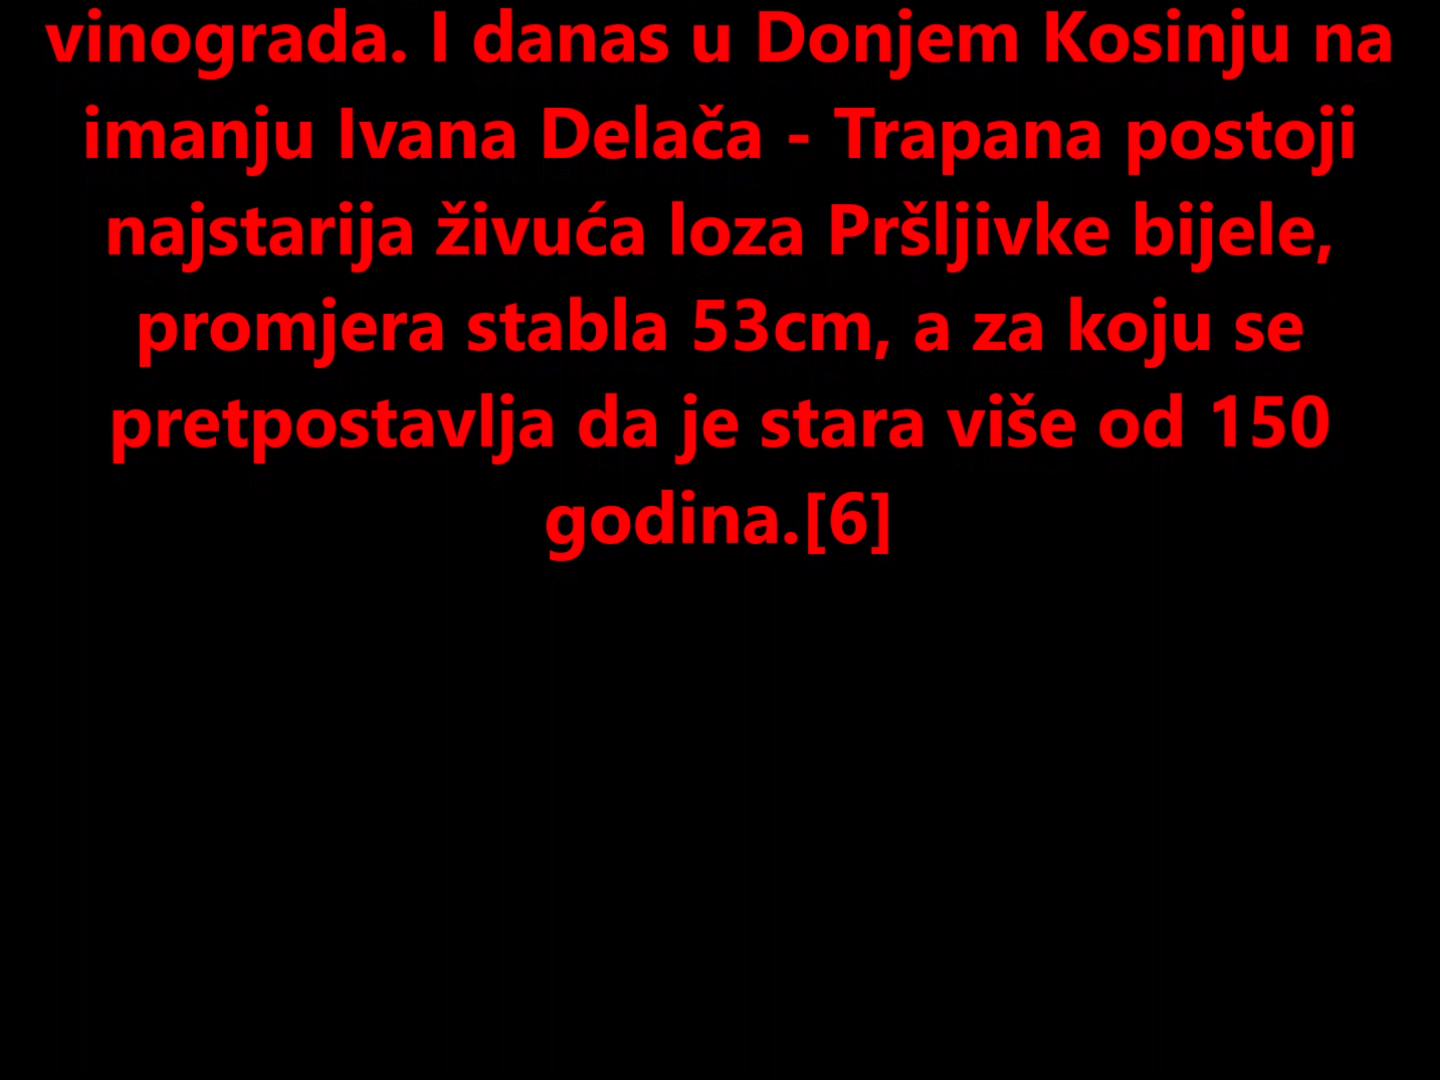 vinograda. I danas u Donjem Kosinju na
imanju Ivana Delača - Trapana postoji
najstarija živuća loza Pršljivke bijele,
promjera stabla 53cm, a za koju se
pretpostavlja da je stara više od 150
godina.[6]